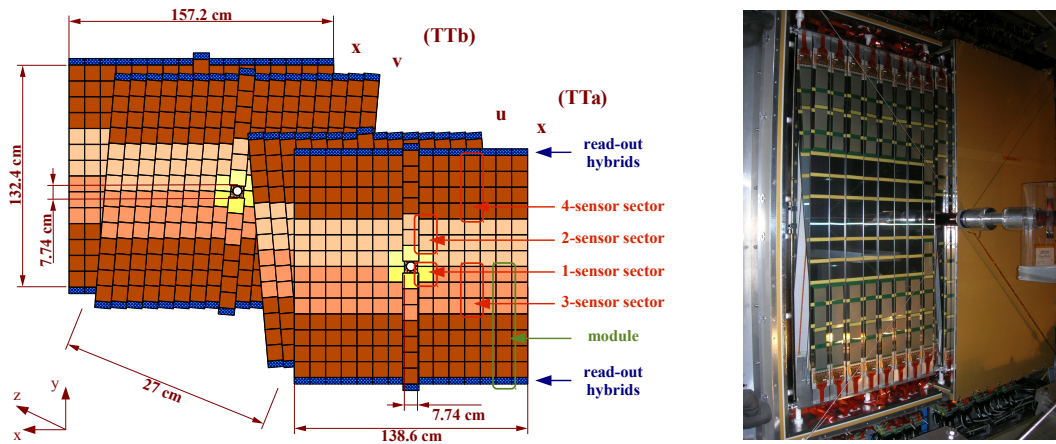 157.2 cm
(TTb)
x
v
(TTa)
u
x
read-out
hybrids
132.4 cm
7.74 cm
4-sensor sector
2-sensor sector
1-sensor sector
3-sensor sector
module
read-out
hybrids
27 cm
7.74 cm
138.6 cm
y
z
x